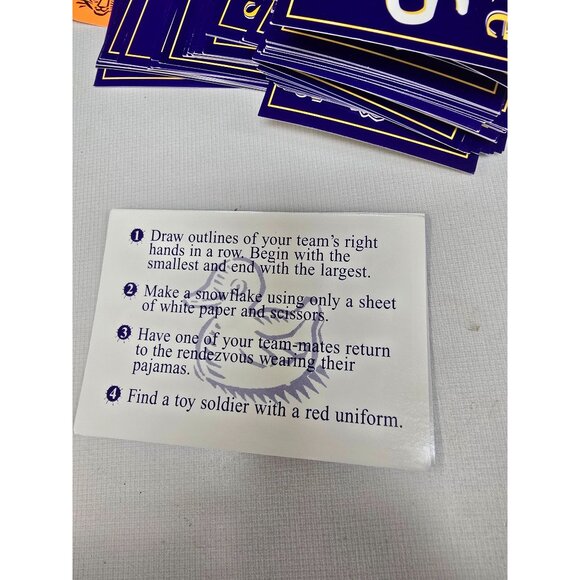 1 Draw outlines of your team's right
hands in a row. Begin with the
smallest and end with the largest.
2 Make a snowflake using only a sheet
of white paper and scissors.
3 Have one of your team-mates return
to the rendezvous wearing their
pajamas.
4 Find a toy soldier with a red uniform.